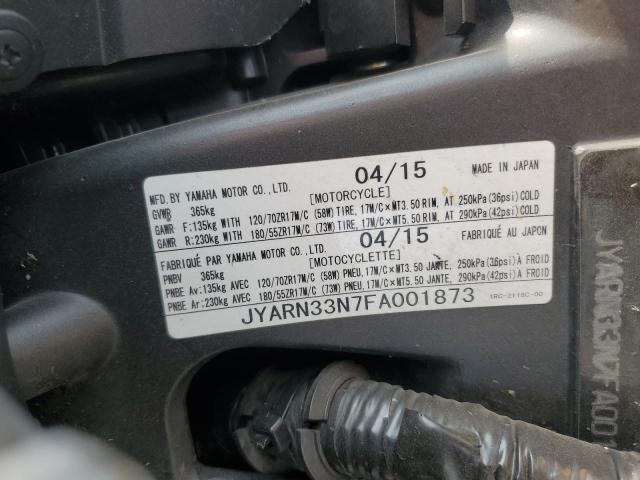 04/15 MADE IN JAPAN
MFD.BY YAMAHA MOTOR CO.,LTD. [MOTORCYCLE]
GVWR 365kg
GAWR F:135kg WITH 120/70ZR17M/C (58W) TIRE, 17M/C×MT3.50 RIM, AT 250kPa(36psi)COLD
GAWR R:230kg WITH 180/55ZR17M/C (73W) TIRE, 17M/C×MT5.50 RIM, AT 290kPa(42psi)COLD
04/15 FABRIQUÉ AU JAPON
FABRIQUÉ PAR YAMAHA MOTOR CO.,LTD. [MOTOCYCLETTE]
PNBV 365kg
PNBE Av:135kg AVEC 120/70ZR17M/C (58W) PNEU,17M/C×MT3.50 JANTE, 250kPa(36psi)À FROID
PNBE Ar:230kg AVEC 180/55ZR17M/C (73W) PNEU,17M/C×MT5.50 JANTE, 290kPa(42psi)À FROID
JYARN33N7FA001873 1RC-2118C-00
JYARN33N7FA001